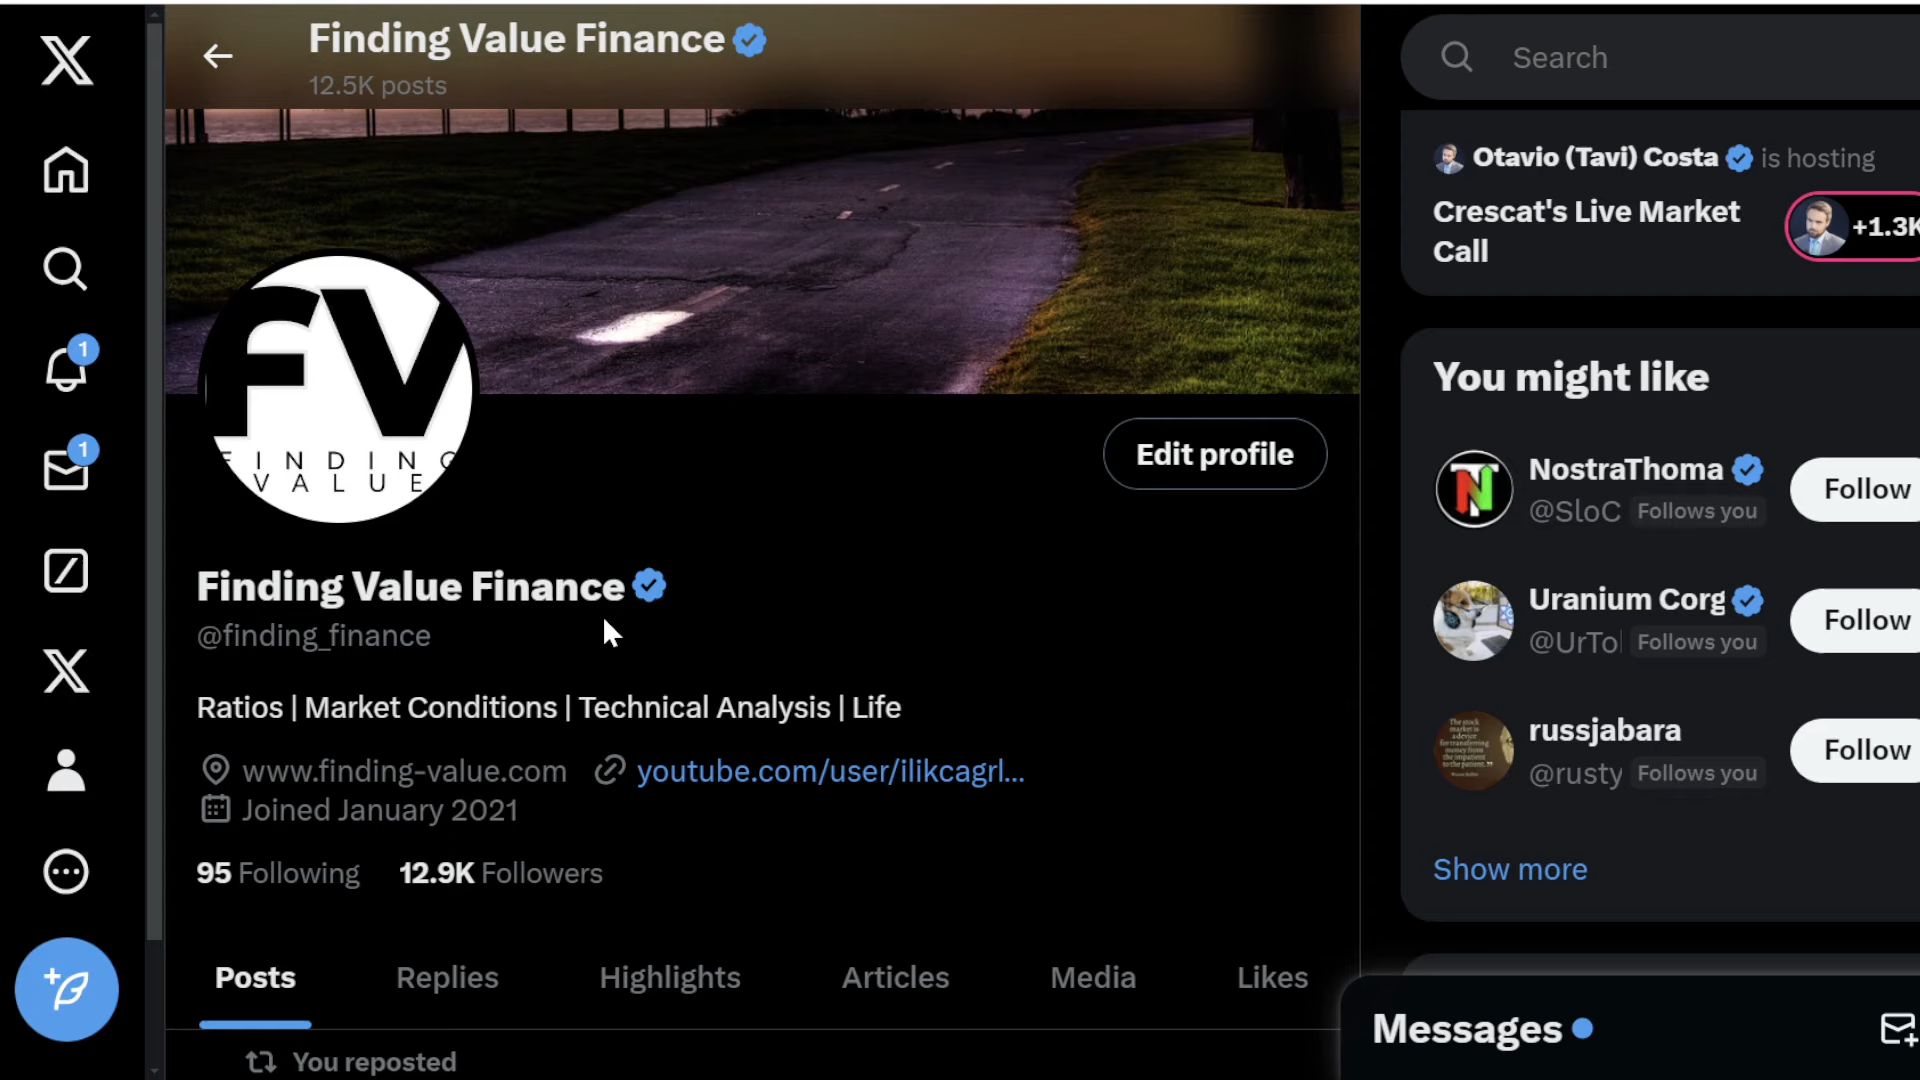 Finding Value Finance
12.5K posts
FV
FINDING
VALUE
Edit profile
Finding Value Finance
@finding_finance
Ratios | Market Conditions | Technical Analysis | Life
www.finding-value.com youtube.com/user/ilikcagrl...
Joined January 2021
95 Following 12.9K Followers
Posts Replies Highlights Articles Media Likes
You reposted
1
1
Search
Otavio (Tavi) Costa is hosting
Crescat's Live Market
Call
+1.3K
You might like
NostraThoma
@SloC Follows you
Follow
Uranium Corg
@UrTo Follows you
Follow
russjabara
@rusty Follows you
Follow
Show more
Messages